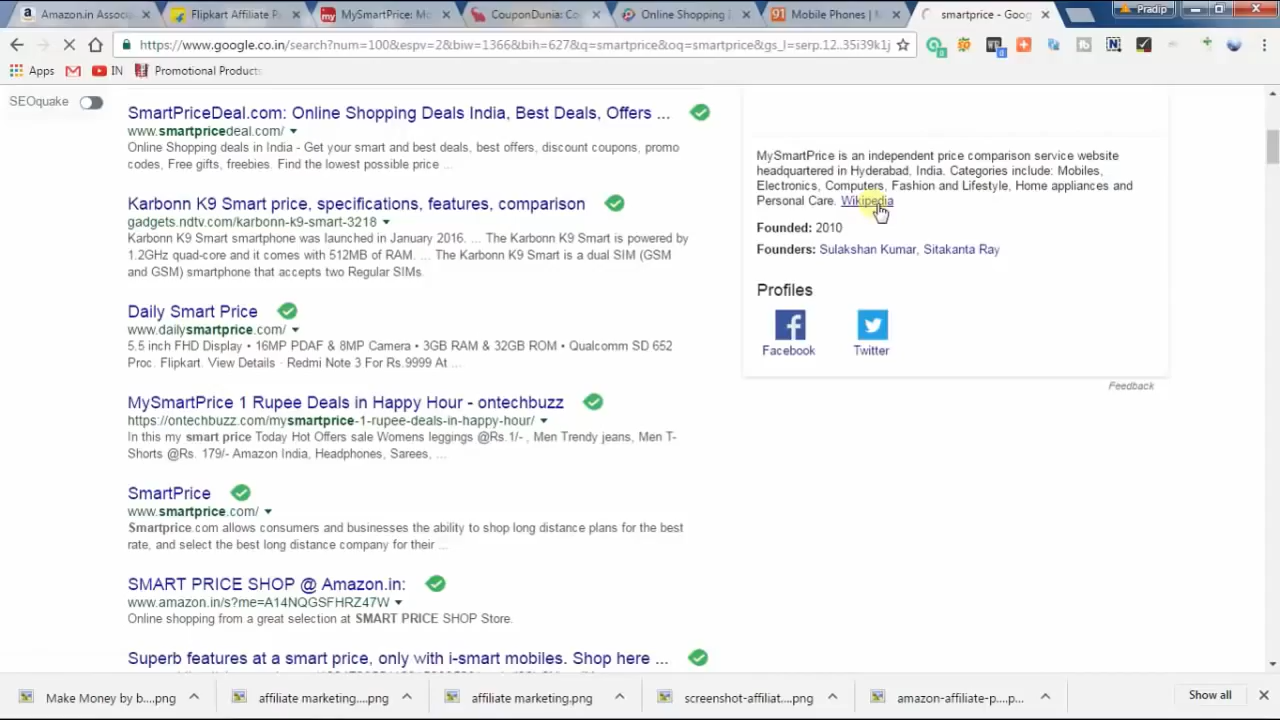 Amazon.in Assoc
Flipkart Affiliate P
MySmartPrice: M
CouponDunia: Co
Online Shopping
Mobile Phones |
smartprice - Goog
Pradip
https://www.google.co.in/search?num=100&espv=2&biw=1366&bih=627&q=smartprice&oq=smartprice&gs_l=serp.12..35i39k1j
Apps
IN
Promotional Products
SEOquake
SmartPriceDeal.com: Online Shopping Deals India, Best Deals, Offers ...
www.smartpricedeal.com/
Online Shopping deals in India - Get your smart and best deals, best offers, discount coupons, promo
codes, Free gifts, freebies. Find the lowest possible price ...
Karbonn K9 Smart price, specifications, features, comparison
gadgets.ndtv.com/karbonn-k9-smart-3218
Karbonn K9 Smart smartphone was launched in January 2016. ... The Karbonn K9 Smart is powered by
1.2GHz quad-core and it comes with 512MB of RAM. ... The Karbonn K9 Smart is a dual SIM (GSM
and GSM) smartphone that accepts two Regular SIMs.
Daily Smart Price
www.dailysmartprice.com/
5.5 inch FHD Display • 16MP PDAF & 8MP Camera • 3GB RAM & 32GB ROM • Qualcomm SD 652
Proc. Flipkart. View Details · Redmi Note 3 For Rs.9999 At ...
MySmartPrice 1 Rupee Deals in Happy Hour - ontechbuzz
https://ontechbuzz.com/mysmartprice-1-rupee-deals-in-happy-hour/
In this my smart price Today Hot Offers sale Womens leggings @Rs.1/- , Men Trendy jeans, Men T-
Shorts @Rs. 179/- Amazon India, Headphones, Sarees, ...
SmartPrice
www.smartprice.com/
Smartprice.com allows consumers and businesses the ability to shop long distance plans for the best
rate, and select the best long distance company for their ...
SMART PRICE SHOP @ Amazon.in:
www.amazon.in/s?me=A14NQGSFHRZ47W
Online shopping from a great selection at SMART PRICE SHOP Store.
Superb features at a smart price, only with i-smart mobiles. Shop here ...
MySmartPrice is an independent price comparison service website
headquartered in Hyderabad, India. Categories include: Mobiles,
Electronics, Computers, Fashion and Lifestyle, Home appliances and
Personal Care. Wikipedia
Founded: 2010
Founders: Sulakshan Kumar, Sitakanta Ray
Profiles
Facebook
Twitter
Feedback
Make Money by b....png
affiliate marketing....png
affiliate marketing.png
screenshot-affiliat....png
amazon-affiliate-p....p...
Show all